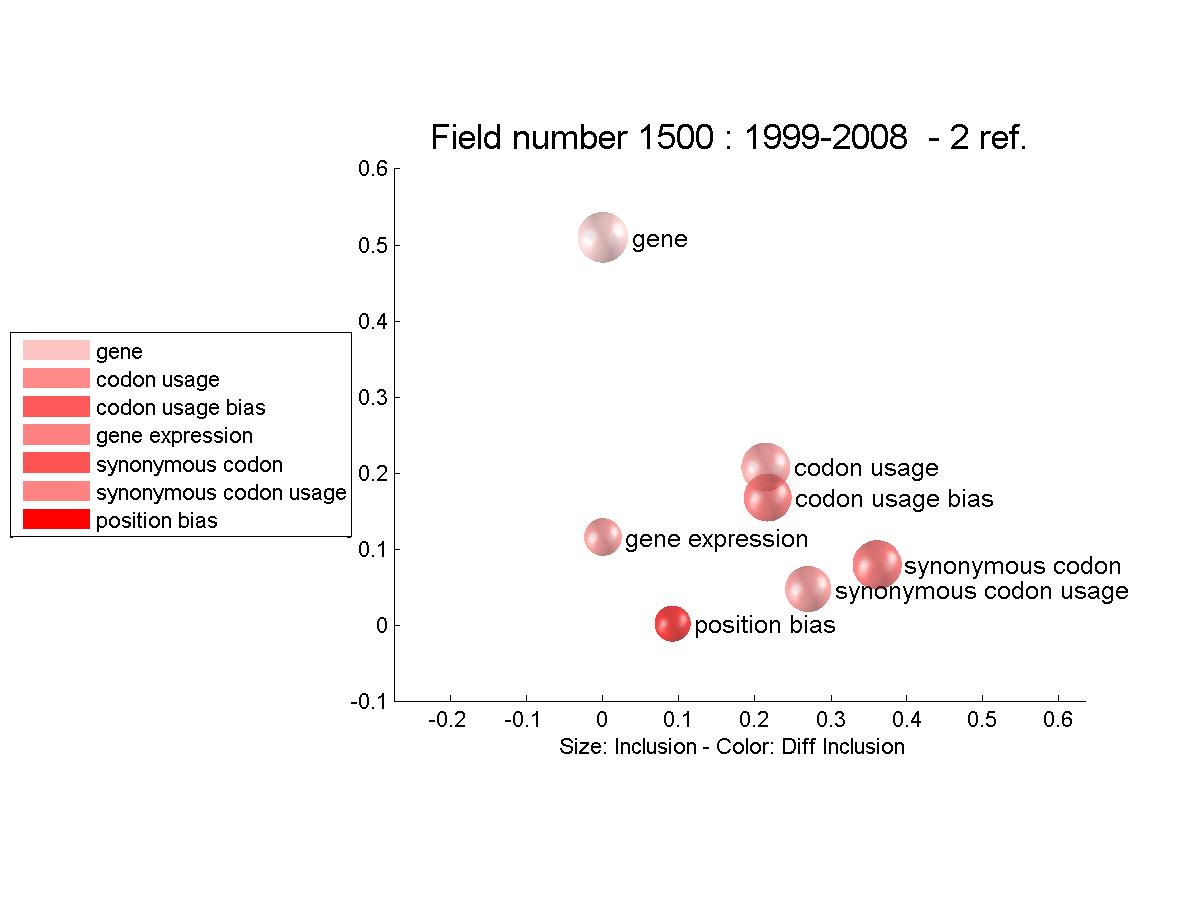 Field number 1500 : 1999-2008 - 2 ref.
0.6
0.5
0.4
0.3
0.2
0.1
0
-0.1
gene
codon usage
codon usage bias
gene expression
synonymous codon
synonymous codon usage
position bias
gene
codon usage
codon usage bias
gene expression
synonymous codon
synonymous codon usage
position bias
-0.2 -0.1 0 0.1 0.2 0.3 0.4 0.5 0.6
Size: Inclusion - Color: Diff Inclusion